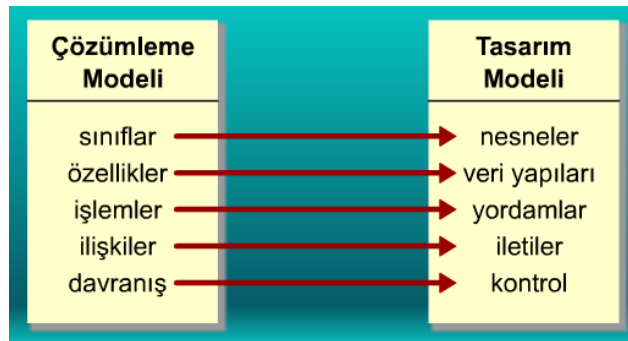 Çözümleme
Modeli
sınıflar
özellikler
işlemler
ilişkiler
davranış
Tasarım
Modeli
nesneler
veri yapıları
yordamlar
iletiler
kontrol